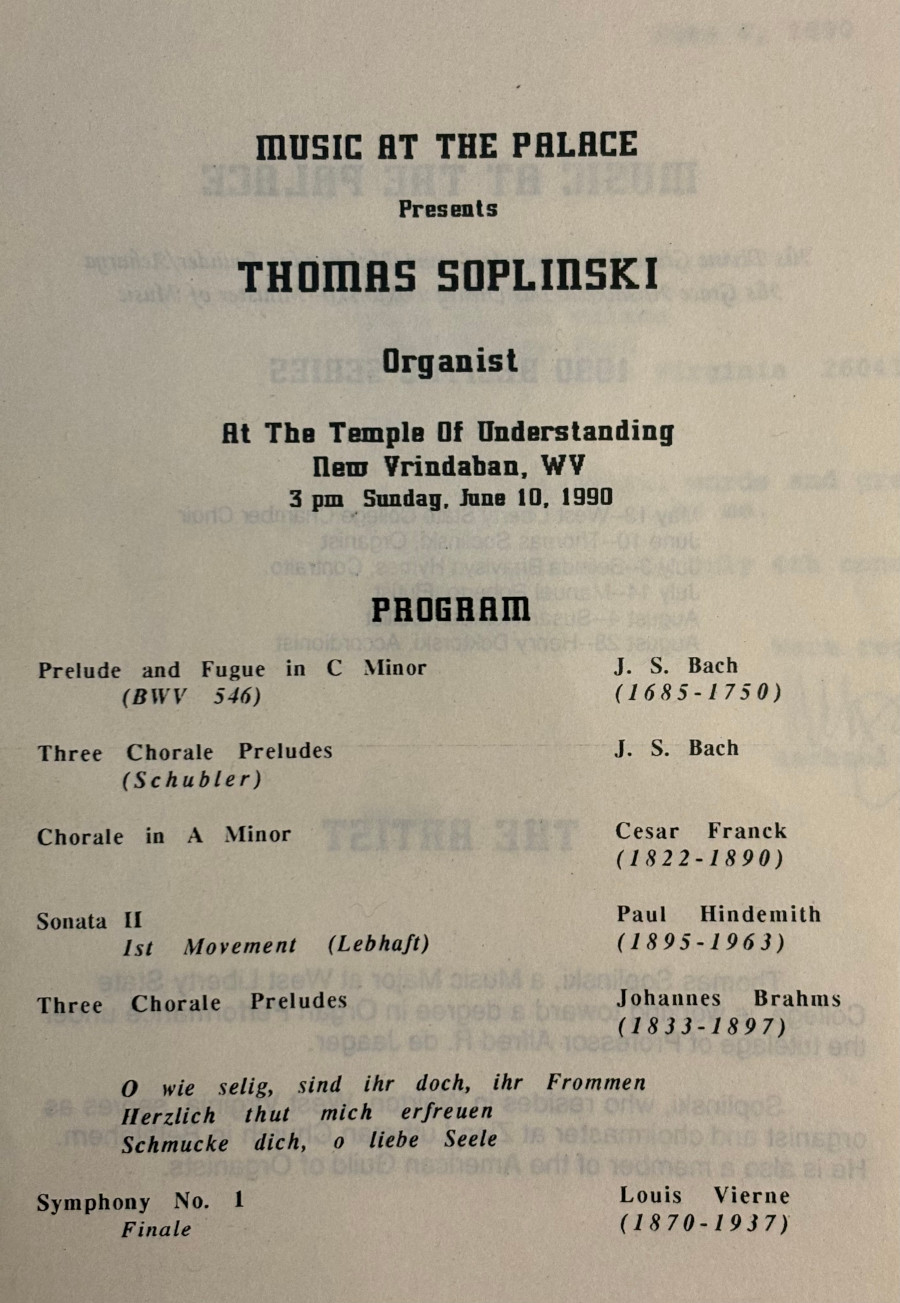 MUSIC AT THE PALACE
Presents
THOMAS SOPLINSKI
Organist
At The Temple Of Understanding
New Vrindaban, WV
3 pm Sunday, June 10, 1990
PROGRAM
Prelude and Fugue in C Minor J. S. Bach
(BWV 546) (1685-1750)
Three Chorale Preludes J. S. Bach
(Schubler)
Chorale in A Minor Cesar Franck
(1822-1890)
Sonata II Paul Hindemith
1st Movement (Lebhaft) (1895-1963)
Three Chorale Preludes Johannes Brahms
(1833-1897)
O wie selig, sind ihr doch, ihr Frommen
Herzlich thut mich erfreuen
Schmucke dich, o liebe Seele
Symphony No. 1 Louis Vierne
Finale (1870-1937)